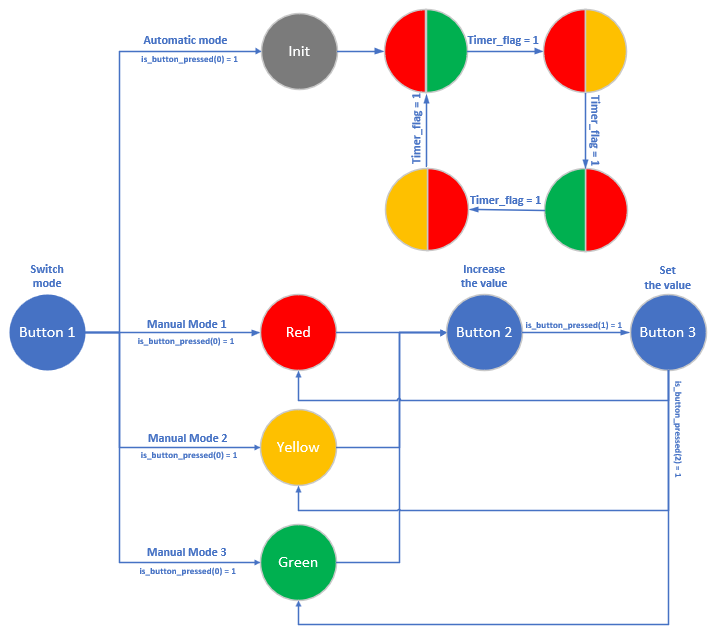 Automatic mode
is_button_pressed(0) = 1
Init
Timer_flag = 1
Timer_flag = 1
Timer_flag = 1
Timer_flag = 1
Switch
mode
Button 1
Manual Mode 1
is_button_pressed(0) = 1
Red
Increase
the value
Button 2
is_button_pressed(1) = 1
Set
the value
Button 3
is_button_pressed(2) = 1
Manual Mode 2
is_button_pressed(0) = 1
Yellow
Manual Mode 3
is_button_pressed(0) = 1
Green